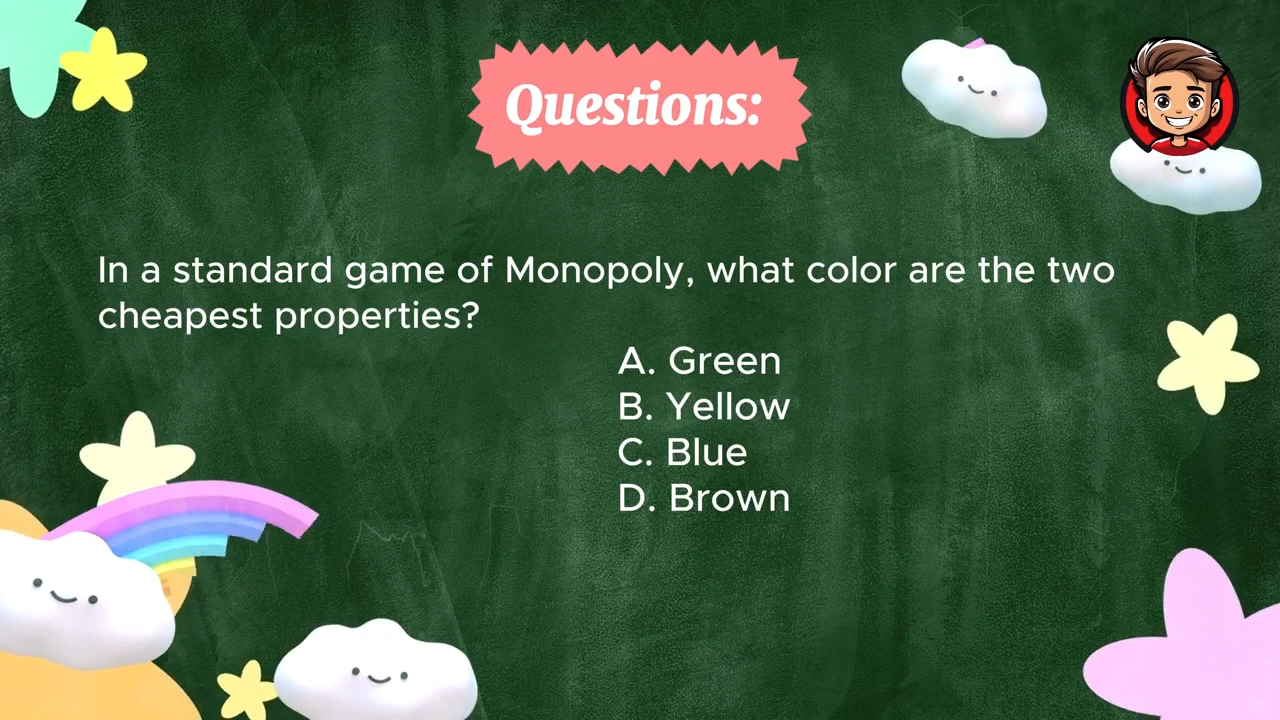 Questions:
In a standard game of Monopoly, what color are the two
cheapest properties?
A. Green
B. Yellow
C. Blue
D. Brown